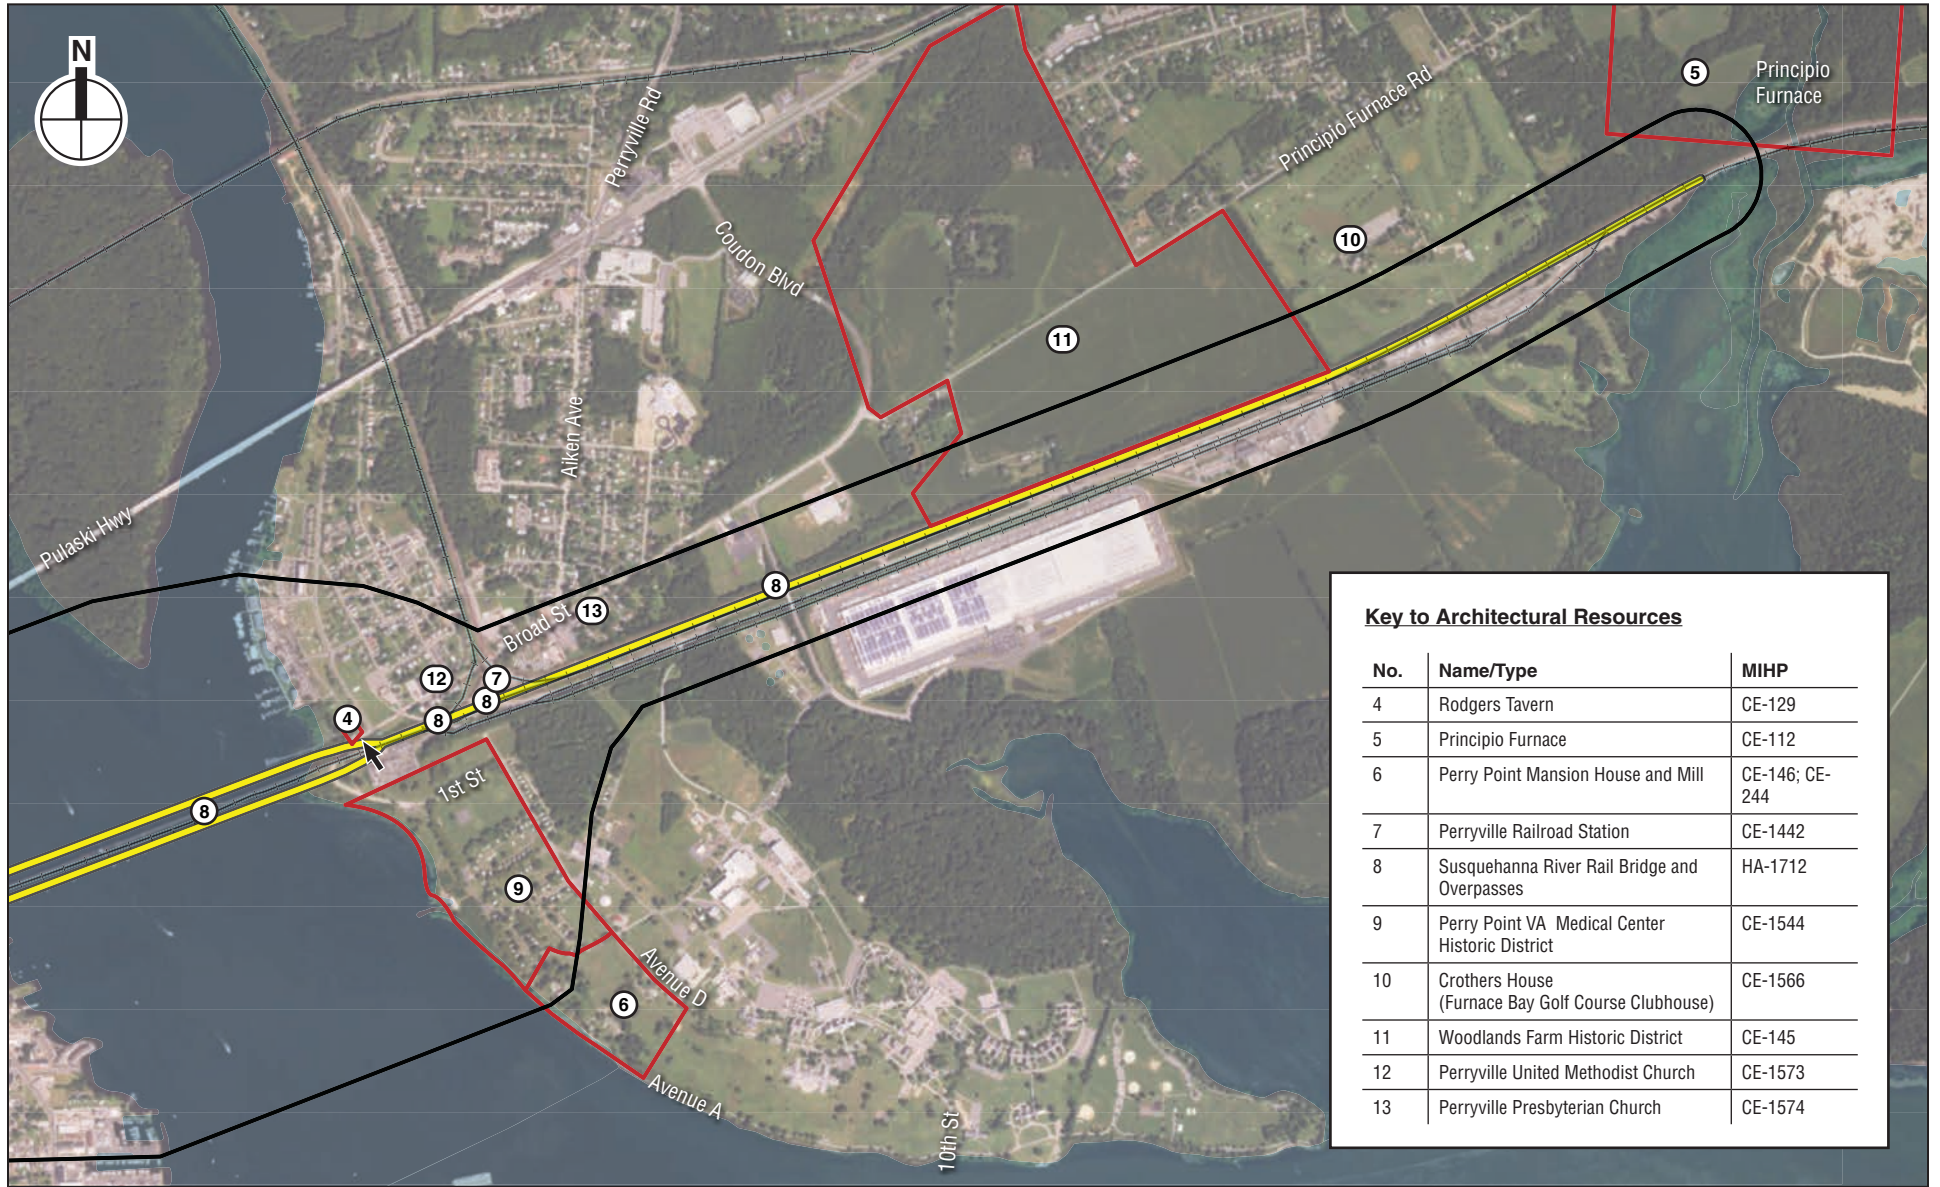 N
Principio
Furnace
5
Perryville Rd
Principio Furnace Rd
Coudon Blvd
10
11
Aiken Ave
Pulaski Hwy
8
Broad St
13
12
7
8
8
4
1st St
8
9
Avenue D
6
Avenue A
10th St
Key to Architectural Resources
No. Name/Type MIHP
4 Rodgers Tavern CE-129
5 Principio Furnace CE-112
6 Perry Point Mansion House and Mill CE-146; CE-
244
7 Perryville Railroad Station CE-1442
8 Susquehanna River Rail Bridge and HA-1712
Overpasses
9 Perry Point VA Medical Center CE-1544
Historic District
10 Crothers House CE-1566
(Furnace Bay Golf Course Clubhouse)
11 Woodlands Farm Historic District CE-145
12 Perryville United Methodist Church CE-1573
13 Perryville Presbyterian Church CE-1574